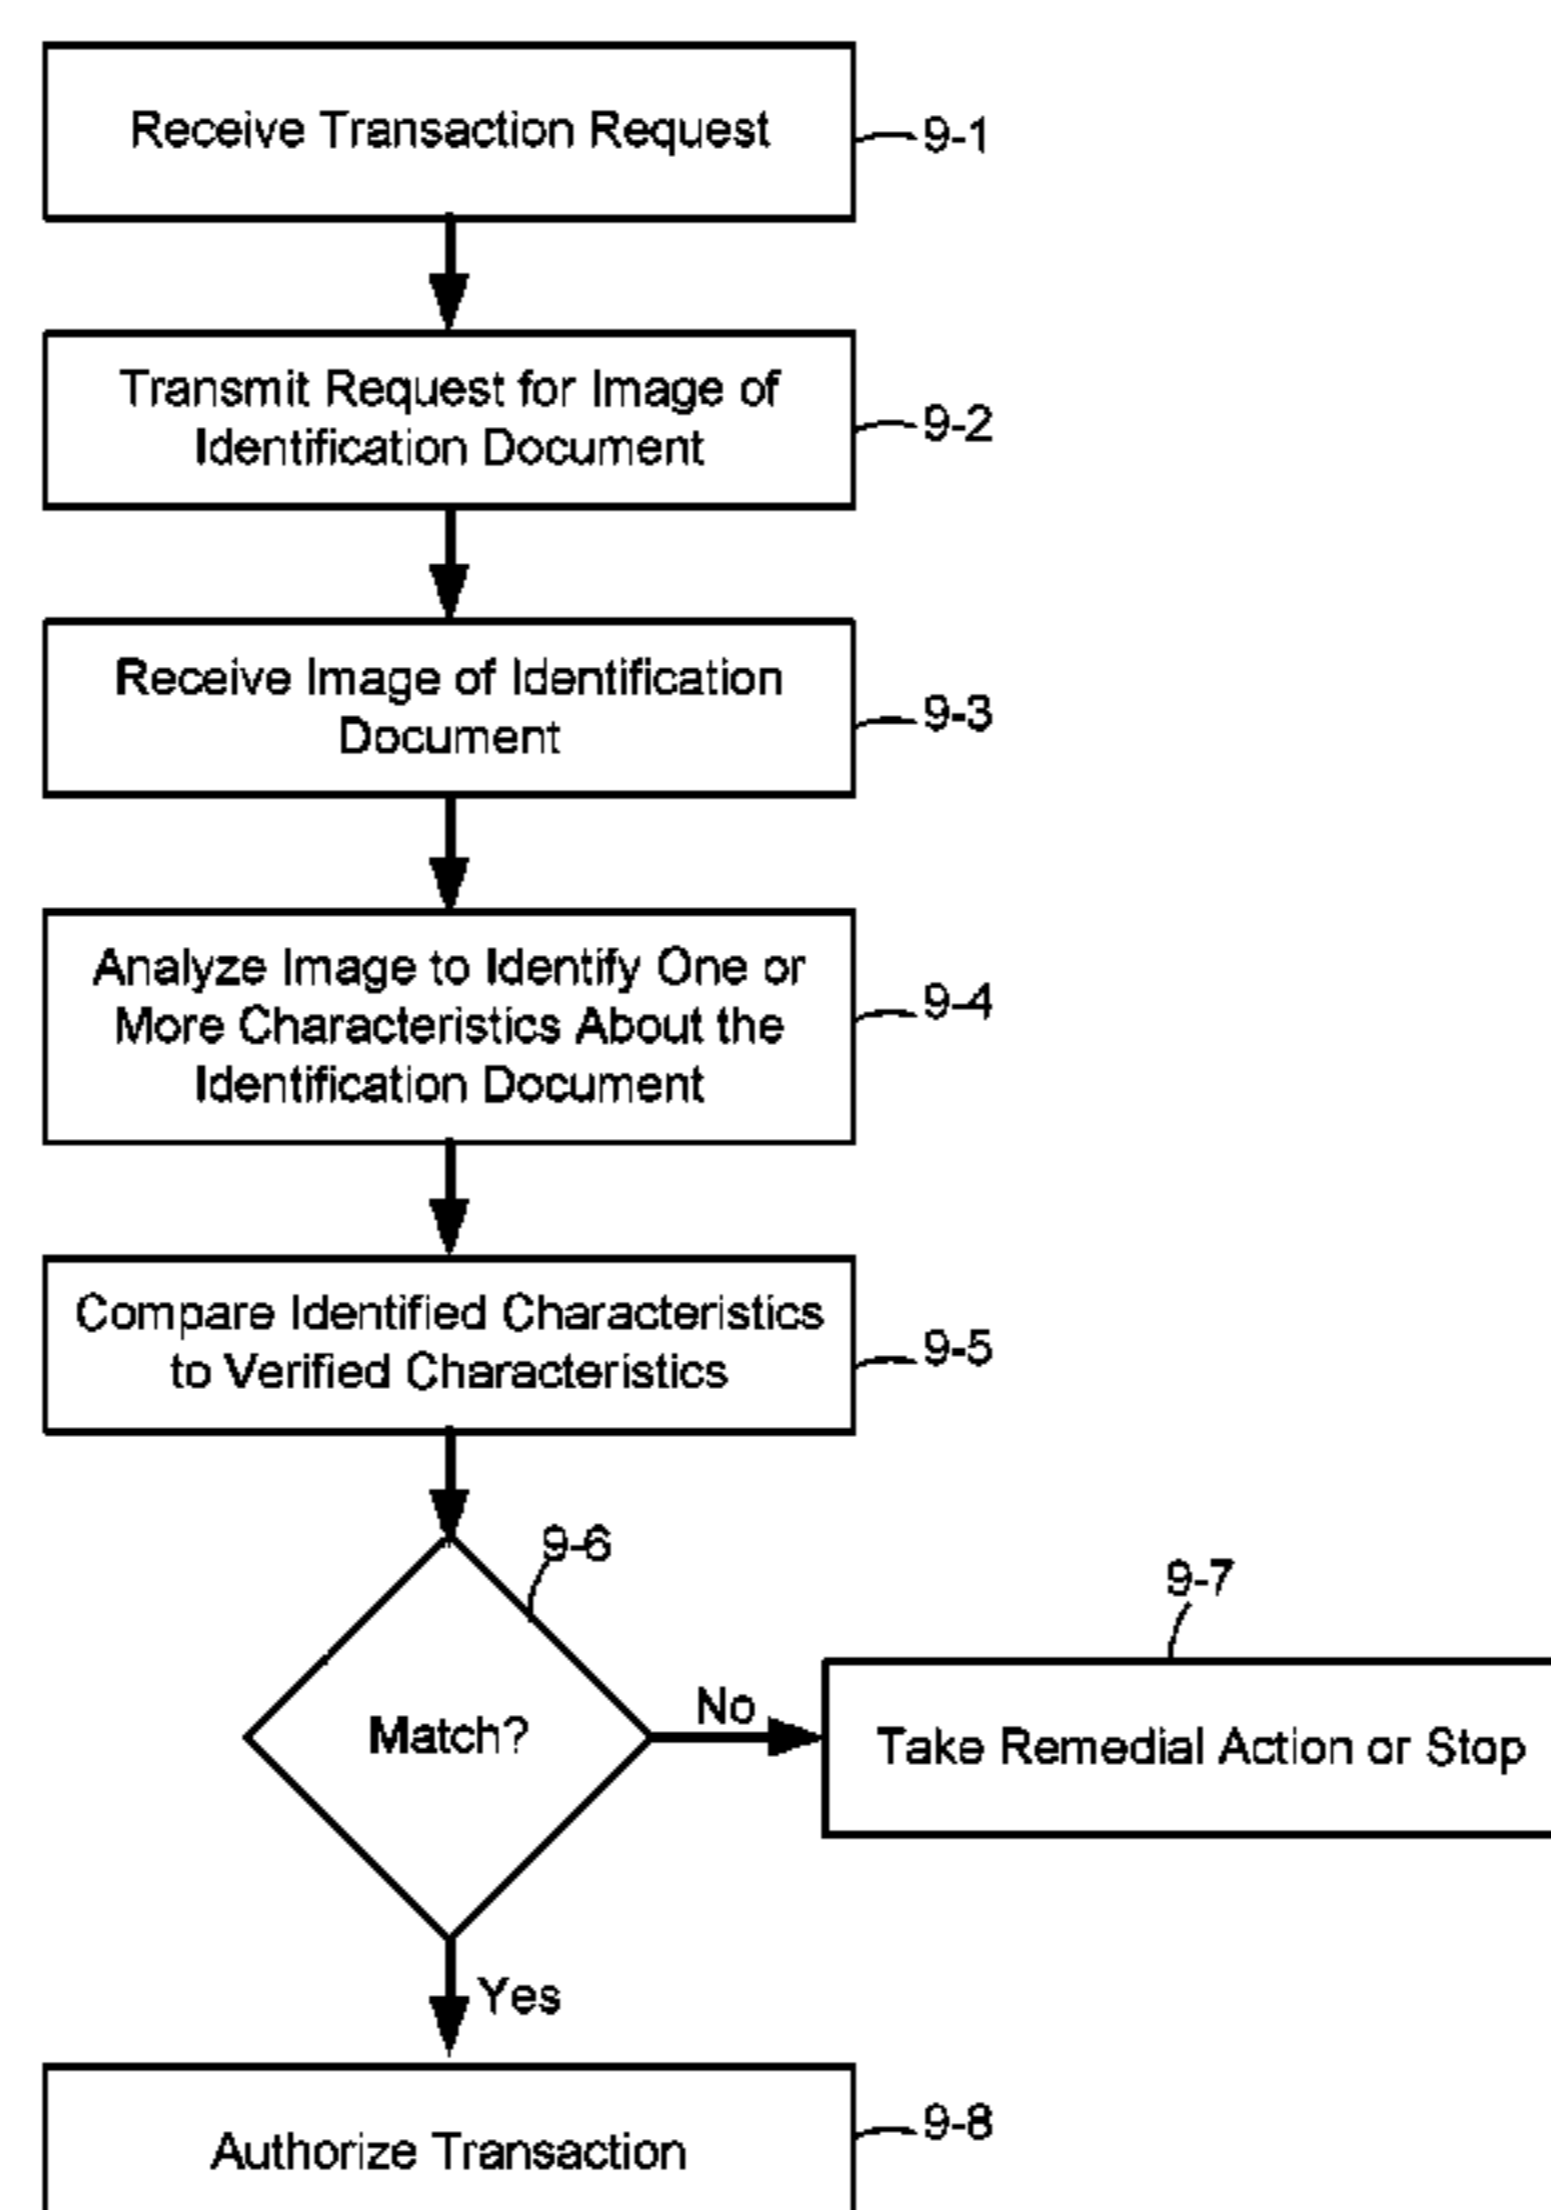 Receive Transaction Request
9-1
Transmit Request for Image of
Identification Document
9-2
Receive Image of Identification
Document
9-3
Analyze Image to Identify One or
More Characteristics About the
Identification Document
9-4
Compare Identified Characteristics
to Verified Characteristics
9-5
9-6
Match?
No
9-7
Take Remedial Action or Stop
Yes
Authorize Transaction
9-8